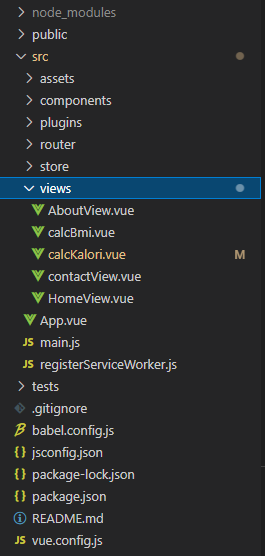 node_modules
public
src
assets
components
plugins
router
store
views
AboutView.vue
calcBmi.vue
calcKalori.vue M
contactView.vue
HomeView.vue
App.vue
JS main.js
JS registerServiceWorker.js
tests
.gitignore
babel.config.js
{} jsconfig.json
{} package-lock.json
{} package.json
README.md
JS vue.config.js